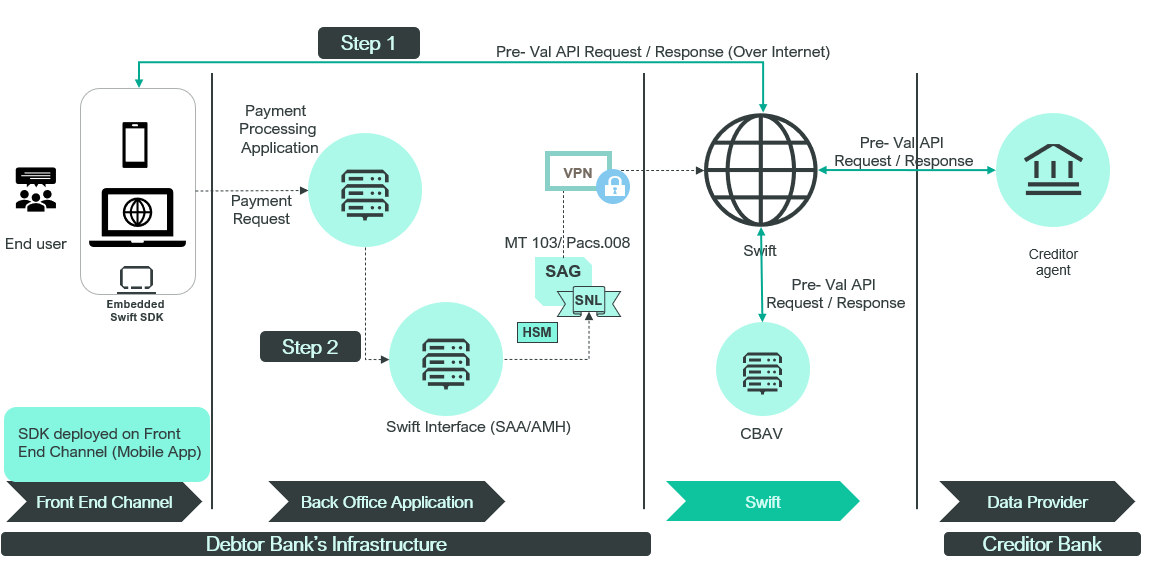 Step 1
Pre- Val API Request / Response (Over Internet)
Payment
Processing
Application
Payment
Request
End user
Embedded
Swift SDK
VPN
MT 103/ Pacs.008
SAG
SNL
HSM
Step 2
Swift Interface (SAA/AMH)
Swift
Pre- Val API
Request / Response
Pre- Val API
Request / Response
CBAV
Creditor
agent
SDK deployed on Front
End Channel (Mobile App)
Front End Channel
Back Office Application
Swift
Data Provider
Debtor Bank's Infrastructure
Creditor Bank